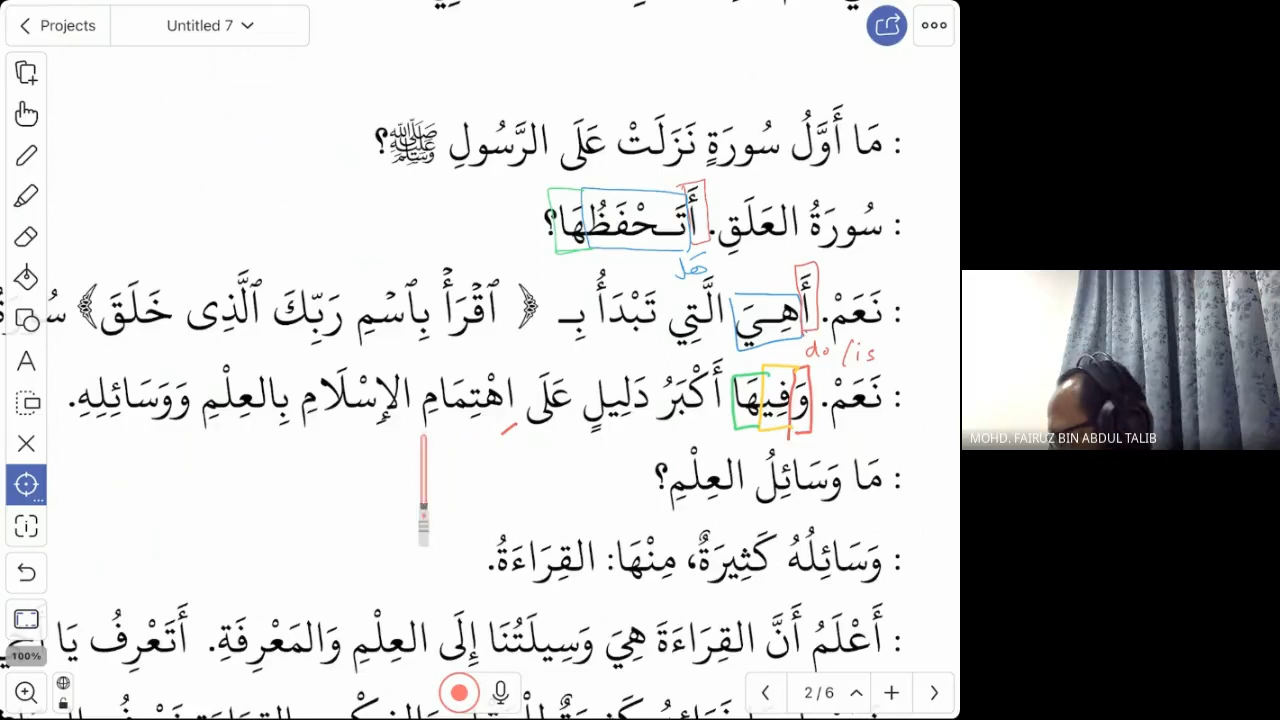 Projects
Untitled 7
: مَا أَوَّلُ سُورَةٍ نَزَلَتْ عَلَى الرَّسُولِ ﷺ؟
: سُورَةُ العَلَقِ. أَتَـحْفَظُهَا؟
هَل
: نَعَمْ. أَهِـيَ الَّتِي تَبْدَأُ بِـ ﴿ ٱقْرَأْ بِٱسْمِ رَبِّكَ ٱلَّذِى خَلَقَ﴾
do / is
: نَعَمْ. وَفِيهَا أَكْبَرُ دَلِيلٍ عَلَى اهْتِمَامِ الإِسْلَامِ بِالعِلْمِ وَوَسَائِلِهِ.
: مَا وَسَائِلُ العِلْمِ؟
: وَسَائِلُهُ كَثِيرَةٌ، مِنْهَا: القِرَاءَةُ.
: أَعْلَمُ أَنَّ القِرَاءَةَ هِيَ وَسِيلَتُنَا إِلَى العِلْمِ وَالمَعْرِفَةِ. أَتَعْرِفُ يَا
100%
2 / 6
MOHD. FAIRUZ BIN ABDUL TALIB